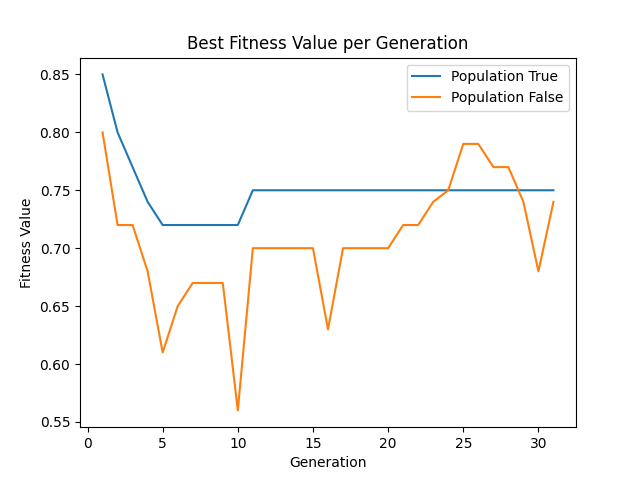 Best Fitness Value per Generation
Population True
Population False
0.85
0.80
0.75
0.70
0.65
0.60
0.55
Fitness Value
0 5 10 15 20 25 30
Generation